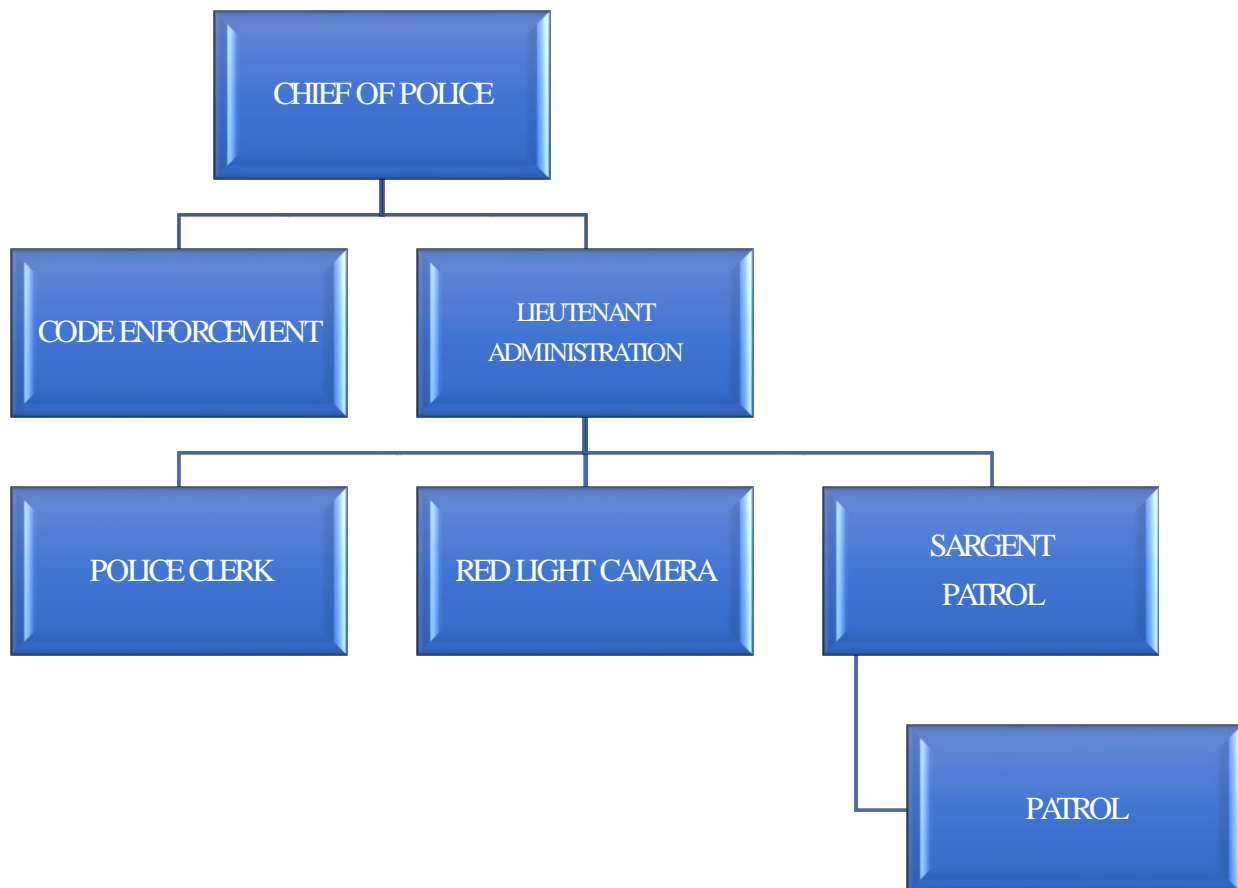 CHIEF OF POLICE
CODE ENFORCEMENT
LIEUTENANT
ADMINISTRATION
POLICE CLERK
RED LIGHT CAMERA
SARGENT
PATROL
PATROL